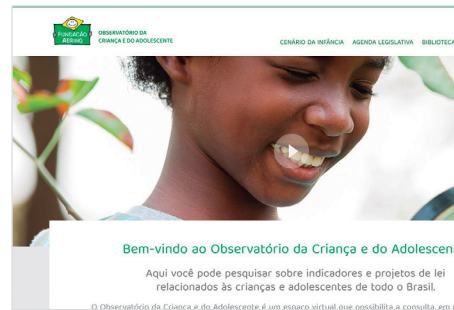 FUNDAÇÃO
ABRINQ
OBSERVATÓRIO DA
CRIANÇA E DO ADOLESCENTE
CENÁRIO DA INFÂNCIA AGENDA LEGISLATIVA BIBLIOTECA
Bem-vindo ao Observatório da Criança e do Adolescen
Aqui você pode pesquisar sobre indicadores e projetos de lei
relacionados às crianças e adolescentes de todo o Brasil.
O Observatório da Criança e do Adolescente é um espaço virtual que possibilita a consulta, em